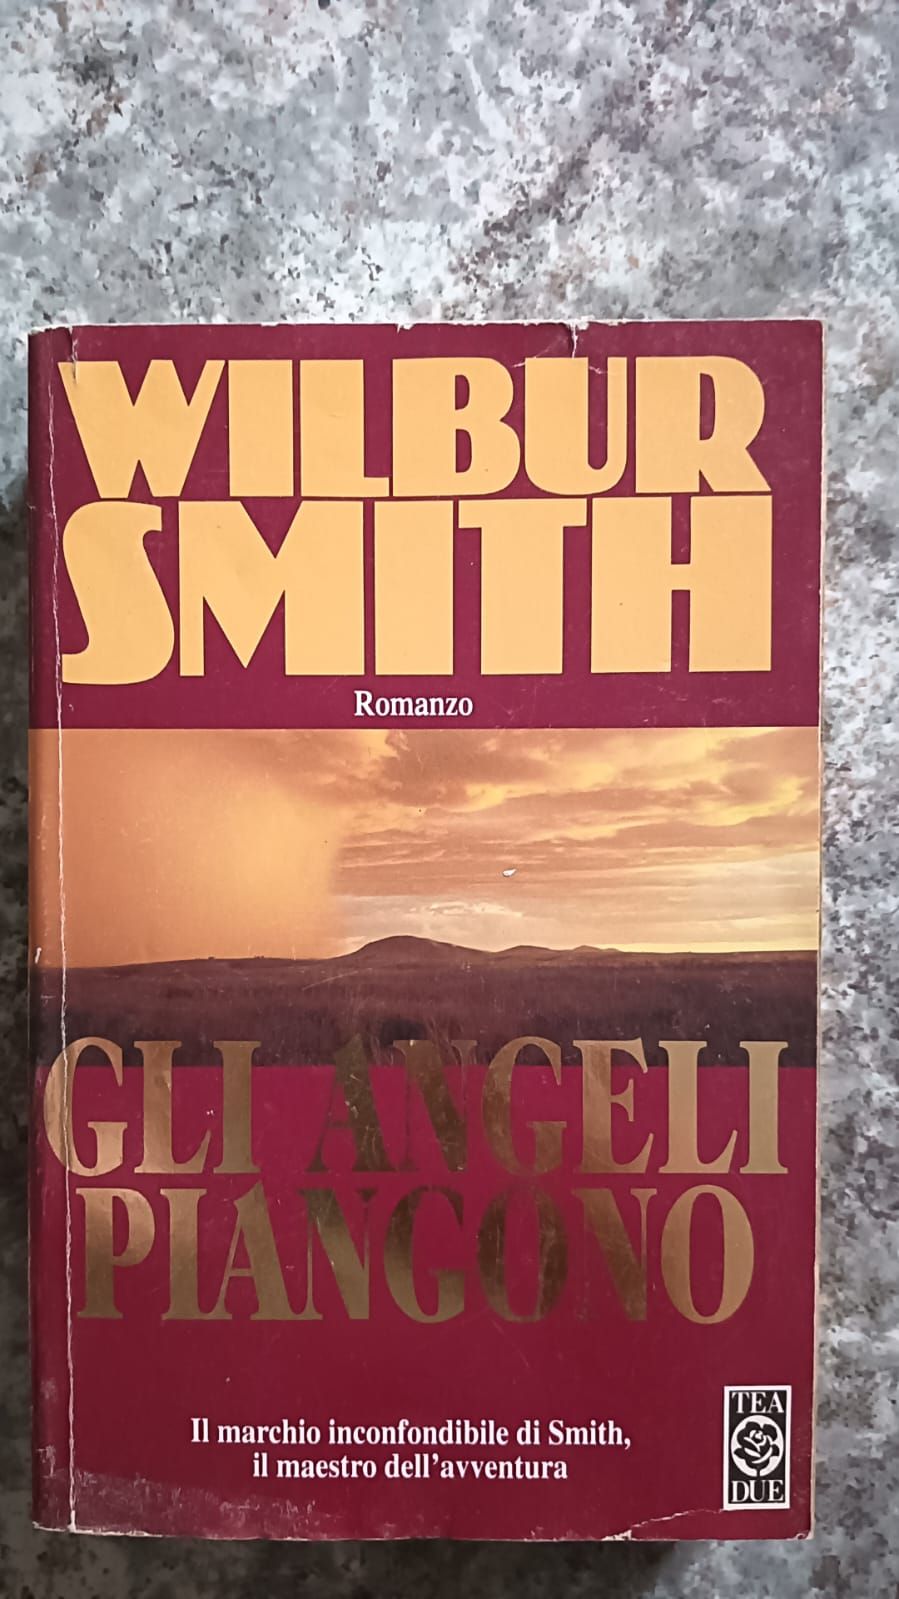 WILBUR
SMITH
Romanzo
GLI ANGELI
PIANGONO
Il marchio inconfondibile di Smith,
il maestro dell'avventura
TEA
DUE